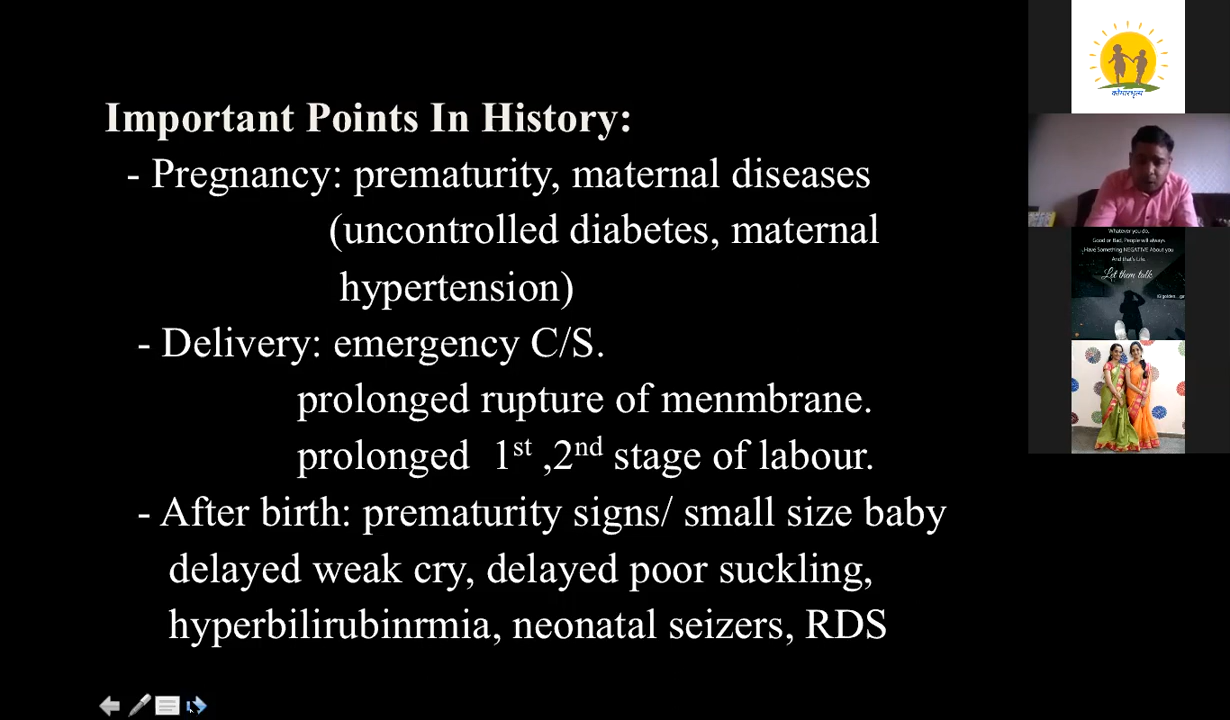 Important Points In History:
- Pregnancy: prematurity, maternal diseases
(uncontrolled diabetes, maternal
hypertension)
- Delivery: emergency C/S.
prolonged rupture of menmbrane.
prolonged 1st ,2nd stage of labour.
- After birth: prematurity signs/ small size baby
delayed weak cry, delayed poor suckling,
hyperbilirubinrmia, neonatal seizers, RDS
कौमारभृत्य
Whatever you do,
Good or Bad, People will always
Have Something NEGATIVE About you
And that's Life
Let them talk